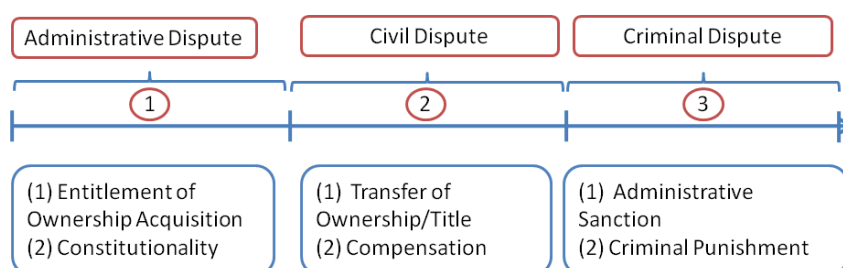 Administrative Dispute
Civil Dispute
Criminal Dispute
1
2
3
(1) Entitlement of
Ownership Acquisition
(2) Constitutionality
(1) Transfer of
Ownership/Title
(2) Compensation
(1) Administrative
Sanction
(2) Criminal Punishment